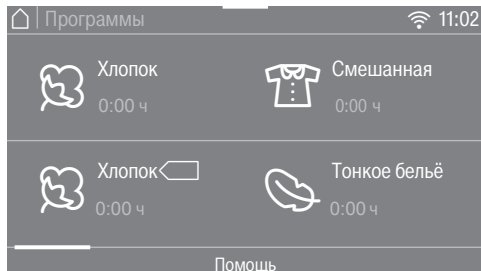 Программы 11:02
Хлопок Смешанная
0:00 ч 0:00 ч
Хлопок Тонкое бельё
0:00 ч 0:00 ч
Помощь